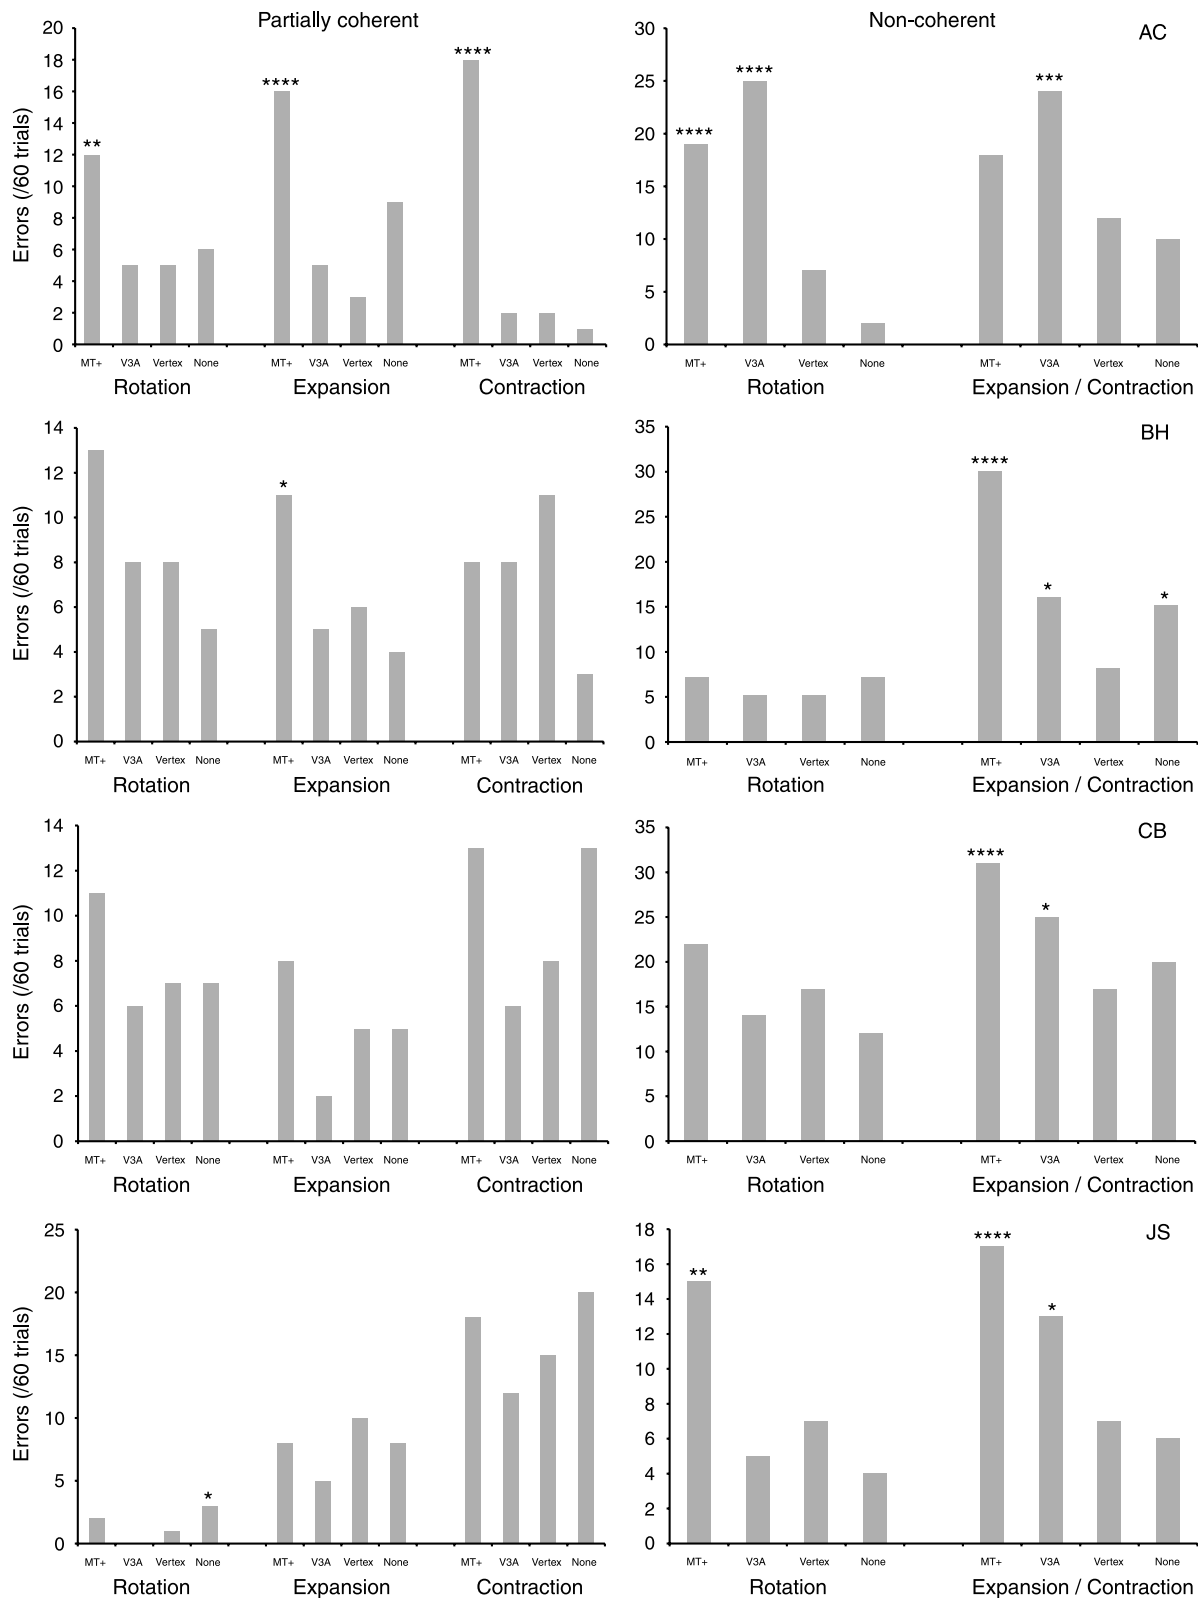 Partially coherent
Non-coherent
AC
Errors (/60 trials)
20
18
16
14
12
10
8
6
4
2
0
** **** ****
MT+ V3A Vertex None MT+ V3A Vertex None MT+ V3A Vertex None
Rotation Expansion Contraction
30
25
20
15
10
5
0
**** **** ***
MT+ V3A Vertex None MT+ V3A Vertex None
Rotation Expansion / Contraction
BH
Errors (/60 trials)
14
12
10
8
6
4
2
0
*
MT+ V3A Vertex None MT+ V3A Vertex None MT+ V3A Vertex None
Rotation Expansion Contraction
35
30
25
20
15
10
5
0
**** * *
MT+ V3A Vertex None MT+ V3A Vertex None
Rotation Expansion / Contraction
CB
Errors (/60 trials)
14
12
10
8
6
4
2
0
MT+ V3A Vertex None MT+ V3A Vertex None MT+ V3A Vertex None
Rotation Expansion Contraction
35
30
25
20
15
10
5
0
**** *
MT+ V3A Vertex None MT+ V3A Vertex None
Rotation Expansion / Contraction
JS
Errors (/60 trials)
25
20
15
10
5
0
*
MT+ V3A Vertex None MT+ V3A Vertex None MT+ V3A Vertex None
Rotation Expansion Contraction
18
16
14
12
10
8
6
4
2
0
** **** *
MT+ V3A Vertex None MT+ V3A Vertex None
Rotation Expansion / Contraction